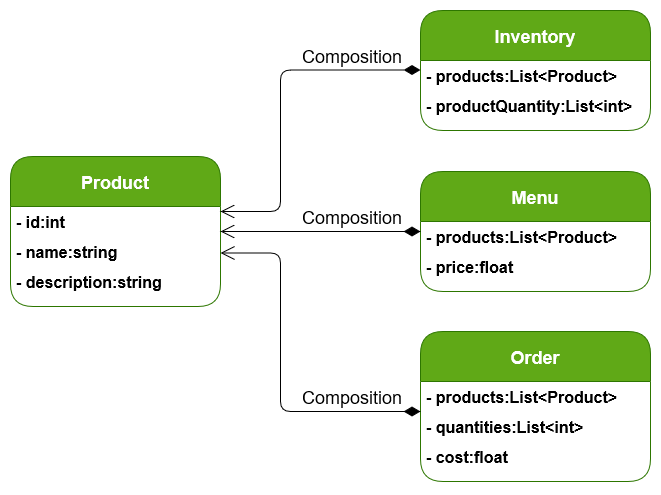 Composition
Inventory
- products:List<Product>
- productQuantity:List<int>
Product
- id:int
- name:string
- description:string
Composition
Menu
- products:List<Product>
- price:float
Composition
Order
- products:List<Product>
- quantities:List<int>
- cost:float